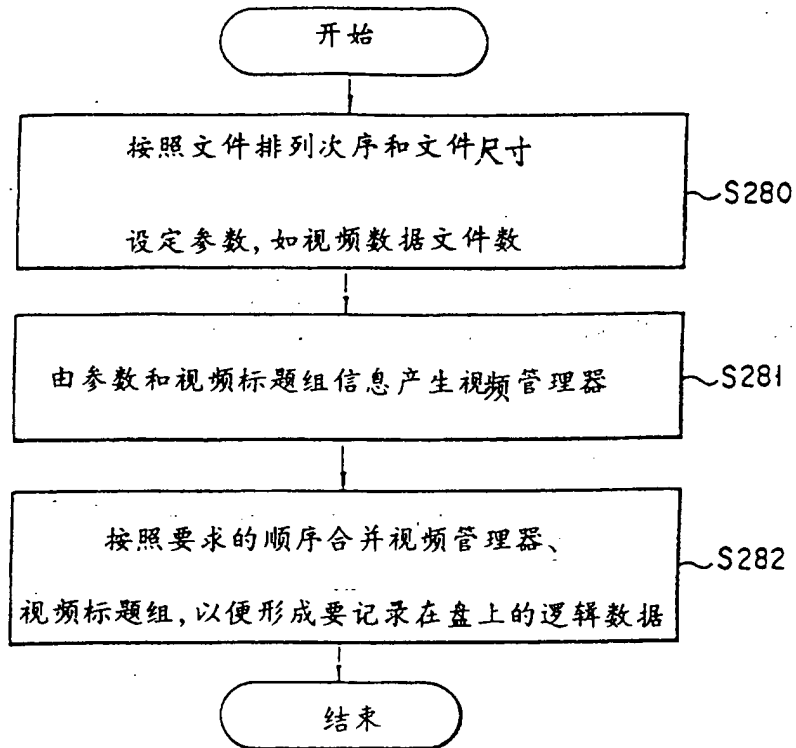 开始
按照文件排列次序和文件尺寸
设定参数,如视频数据文件数
S280
由参数和视频标题组信息产生视频管理器
S281
按照要求的顺序合并视频管理器、
视频标题组,以便形成要记录在盘上的逻辑数据
S282
结束